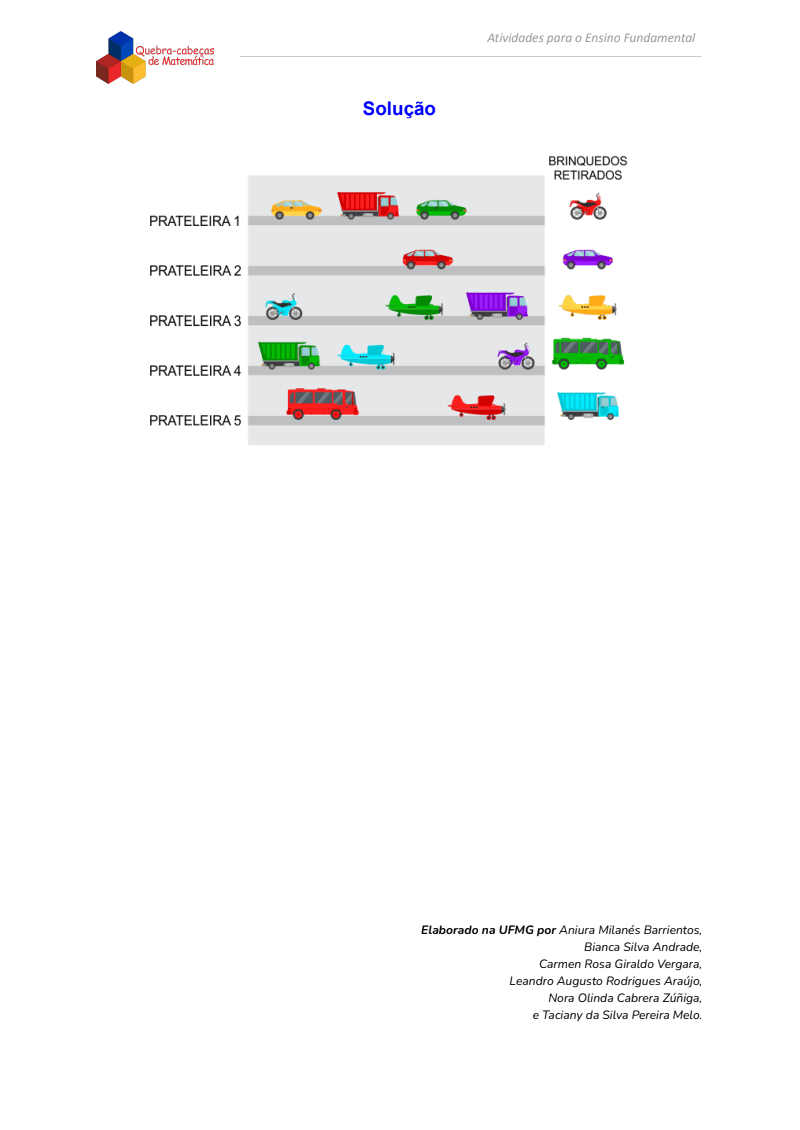 Quebra-cabeças
de Matemática
Atividades para o Ensino Fundamental
Solução
BRINQUEDOS
RETIRADOS
PRATELEIRA 1
PRATELEIRA 2
PRATELEIRA 3
PRATELEIRA 4
PRATELEIRA 5
Elaborado na UFMG por Aniura Milanés Barrientos,
Bianca Silva Andrade,
Carmen Rosa Giraldo Vergara,
Leandro Augusto Rodrigues Araújo,
Nora Olinda Cabrera Zúñiga,
e Taciany da Silva Pereira Melo.